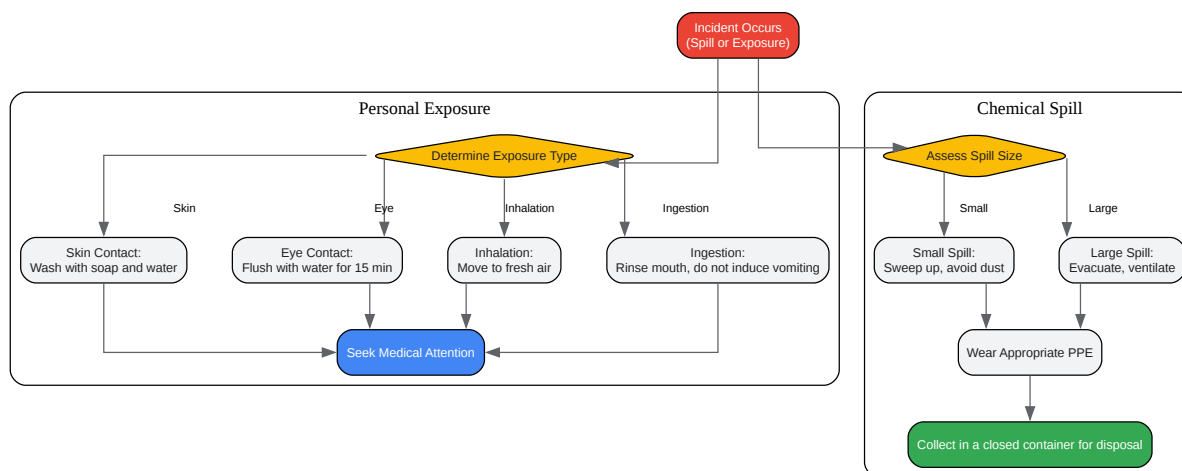 Incident Occurs
(Spill or Exposure)
Personal Exposure
Chemical Spill
Determine Exposure Type
Assess Spill Size
Skin
Eye
Inhalation
Ingestion
Small
Large
Skin Contact:
Wash with soap and water
Eye Contact:
Flush with water for 15 min
Inhalation:
Move to fresh air
Ingestion:
Rinse mouth, do not induce vomiting
Small Spill:
Sweep up, avoid dust
Large Spill:
Evacuate, ventilate
Seek Medical Attention
Wear Appropriate PPE
Collect in a closed container for disposal